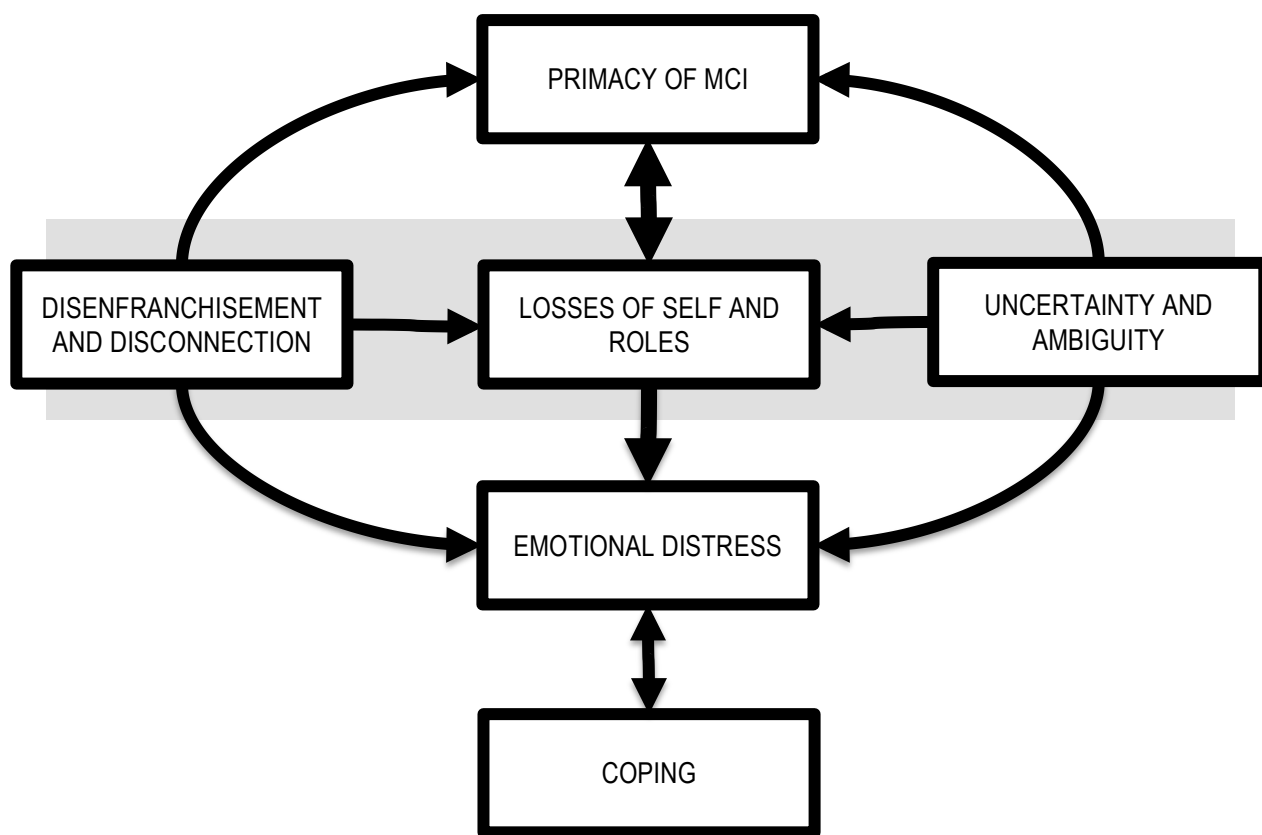 PRIMACY OF MCI
DISENFRANCHISEMENT
AND DISCONNECTION
LOSSES OF SELF AND
ROLES
UNCERTAINTY AND
AMBIGUITY
EMOTIONAL DISTRESS
COPING